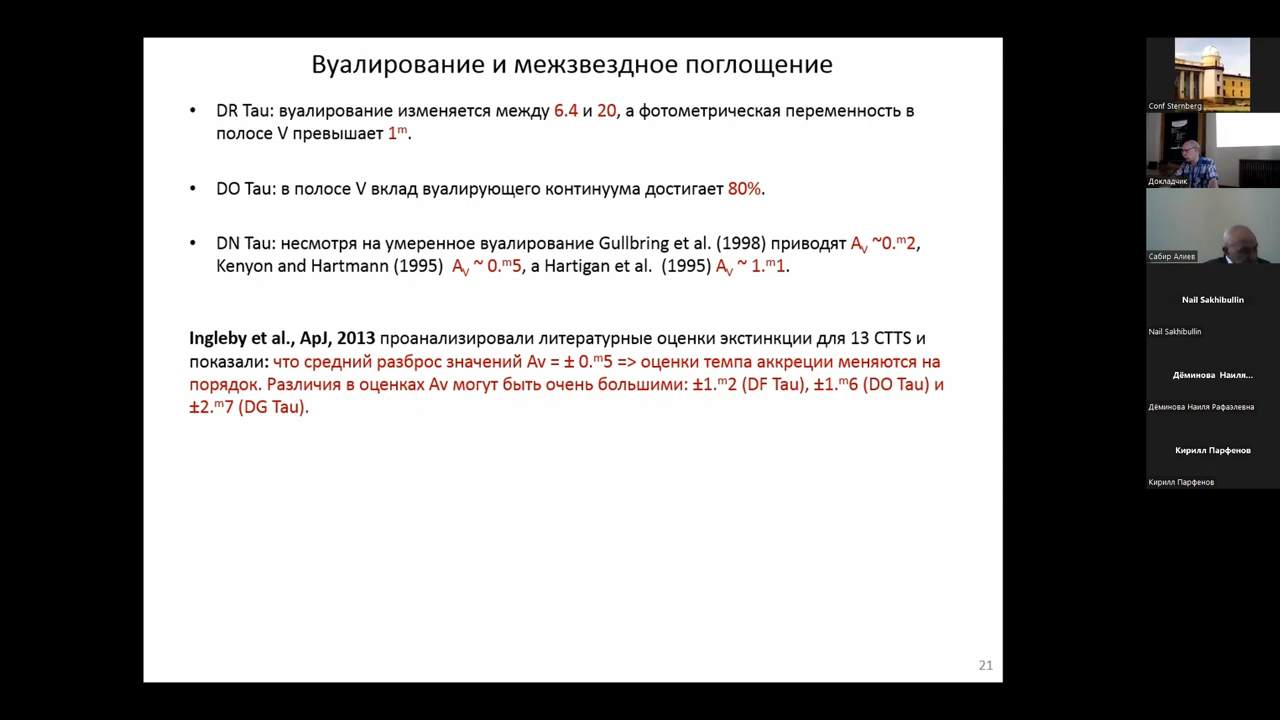 Вуалирование и межзвездное поглощение
• DR Tau: вуалирование изменяется между 6.4 и 20, а фотометрическая переменность в
полосе V превышает 1ᵐ.
• DO Tau: в полосе V вклад вуалирующего континуума достигает 80%.
• DN Tau: несмотря на умеренное вуалирование Gullbring et al. (1998) приводят Aᵥ ~0.ᵐ2,
Kenyon and Hartmann (1995) Aᵥ ~ 0.ᵐ5, а Hartigan et al. (1995) Aᵥ ~ 1.ᵐ1.
Ingleby et al., ApJ, 2013 проанализировали литературные оценки экстинкции для 13 CTTS и
показали: что средний разброс значений Av = ± 0.ᵐ5 => оценки темпа аккреции меняются на
порядок. Различия в оценках Av могут быть очень большими: ±1.ᵐ2 (DF Tau), ±1.ᵐ6 (DO Tau) и
±2.ᵐ7 (DG Tau).
21
Conf Sternberg
Докладчик
Сабир Алиев
Nail Sakhibullin
Nail Sakhibullin
Дёминова Наиля...
Дёминова Наиля Рафаэлевна
Кирилл Парфенов
Кирилл Парфенов